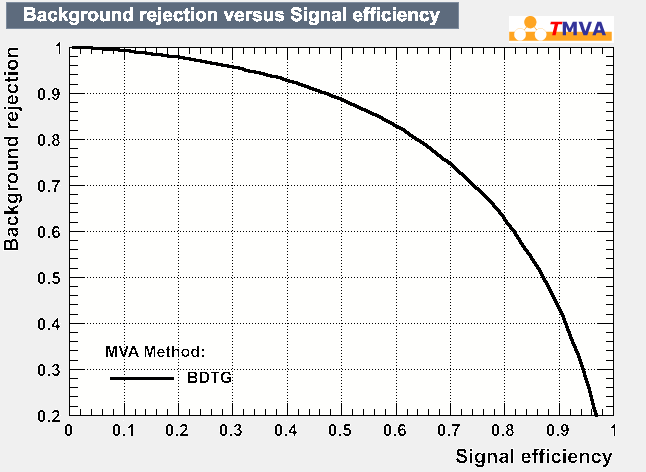 Background rejection versus Signal efficiency
TMVA
Background rejection
1
0.9
0.8
0.7
0.6
0.5
0.4
0.3
0.2
MVA Method:
BDTG
0 0.1 0.2 0.3 0.4 0.5 0.6 0.7 0.8 0.9 1
Signal efficiency